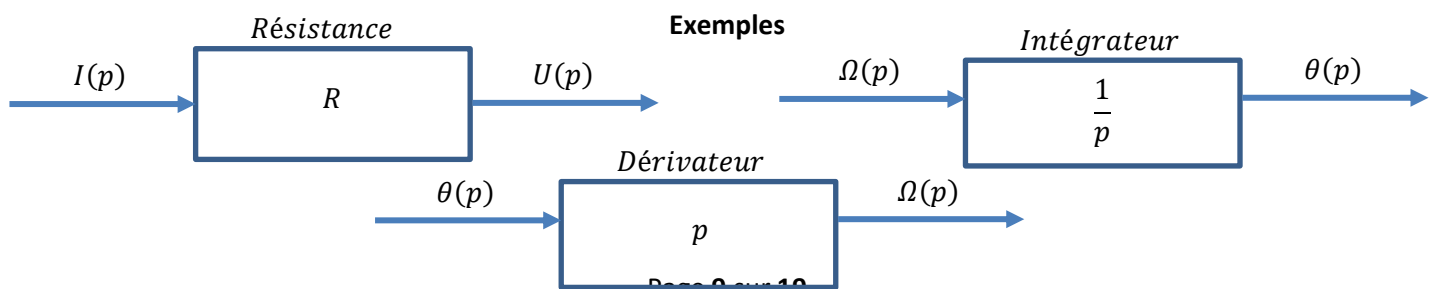 Exemples
Résistance
I(p)
R
U(p)
Intégrateur
Ω(p)
1
p
θ(p)
Dérivateur
θ(p)
p
Ω(p)